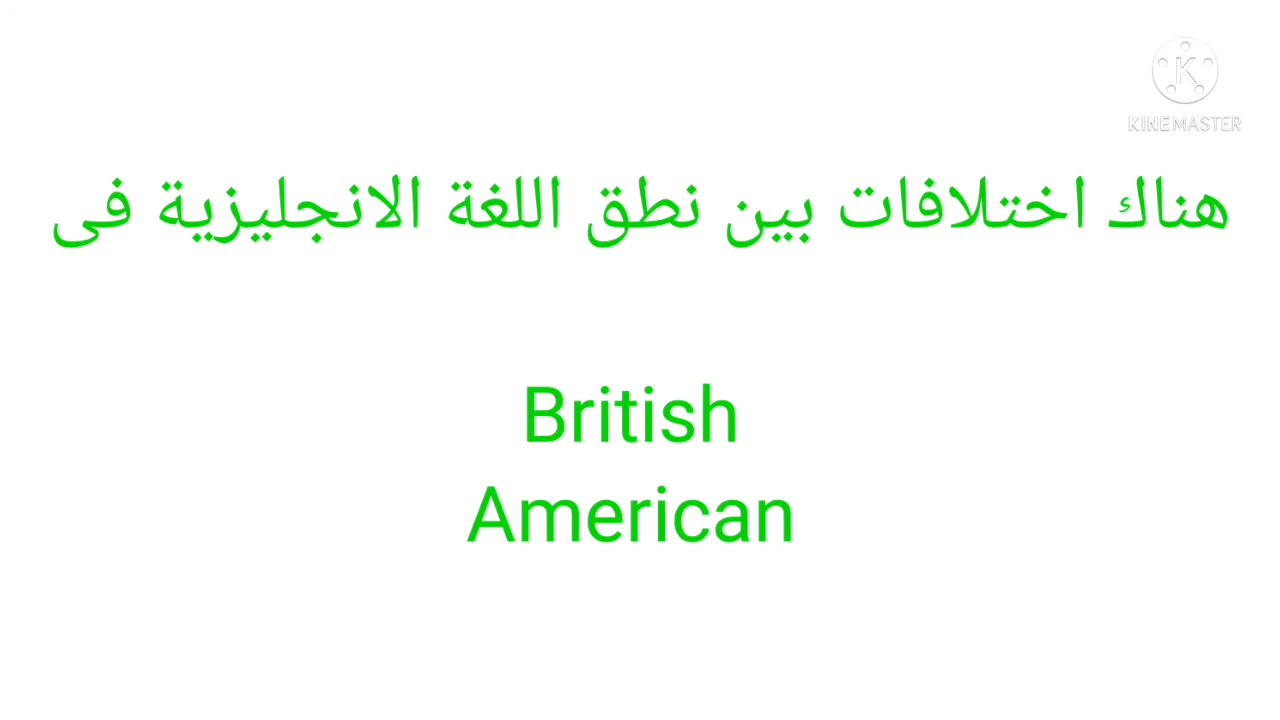 KINEMASTER
هناك اختلافات بين نطق اللغة الانجليزية فى
British
American